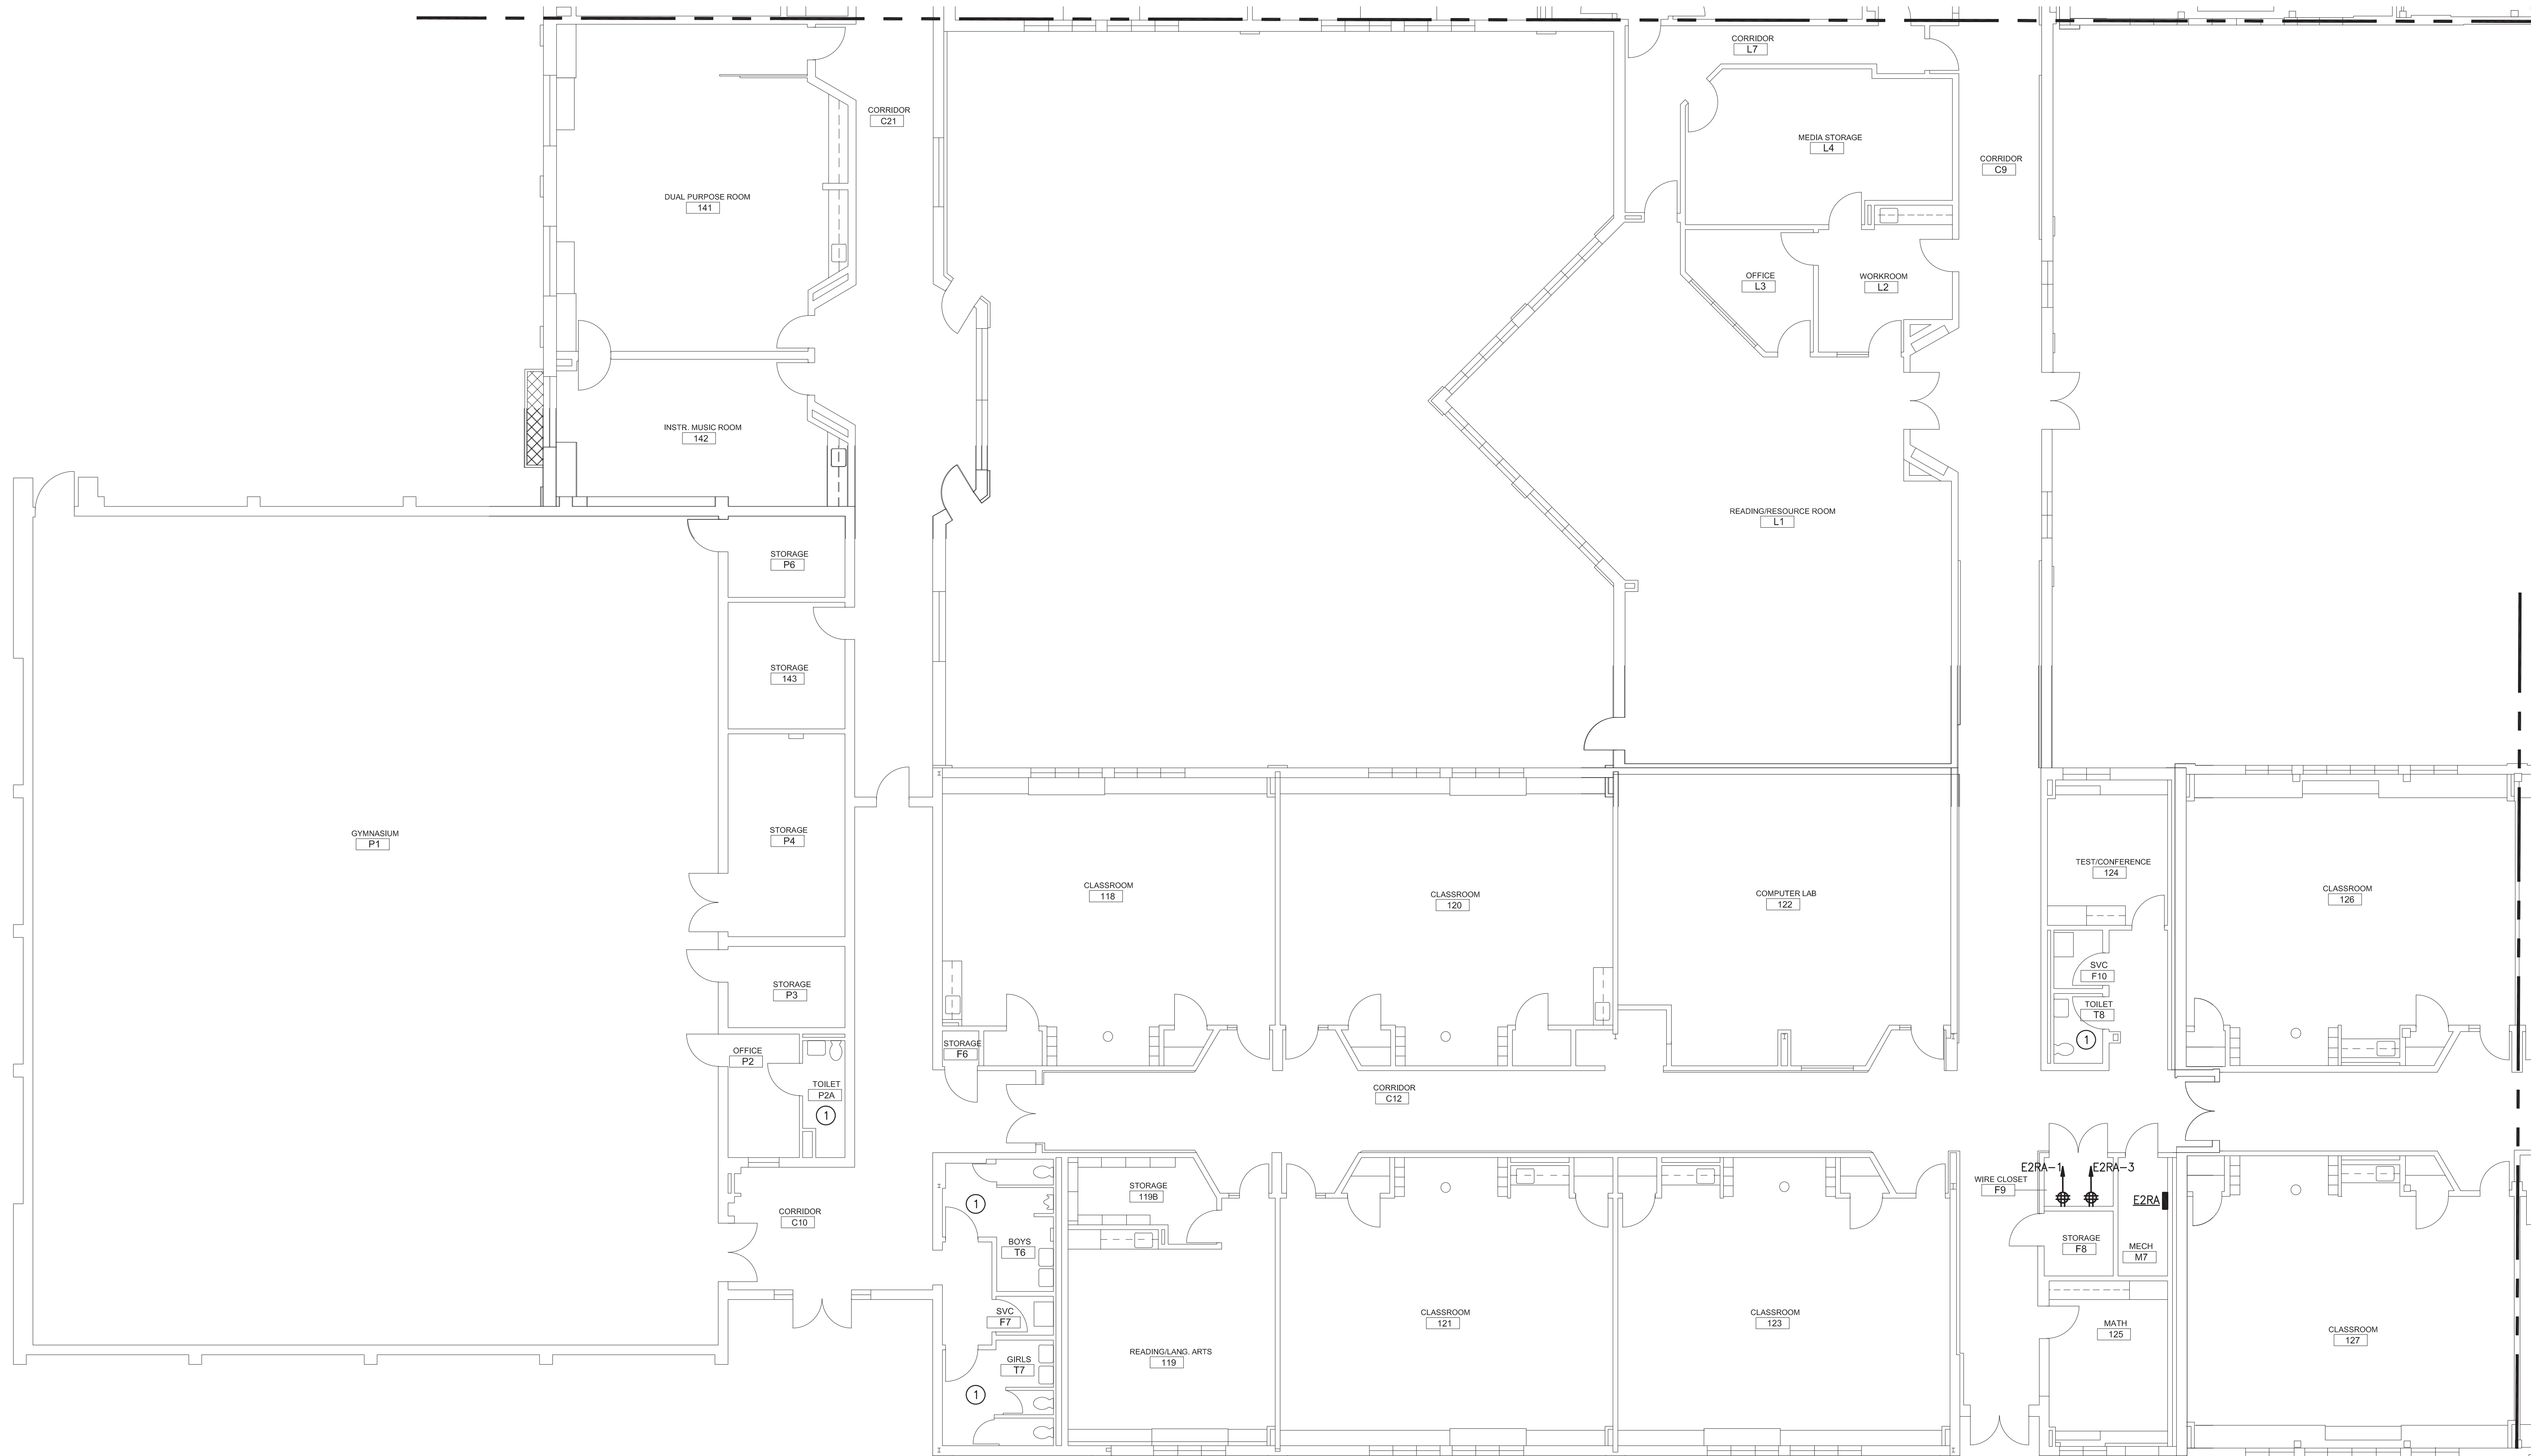 CORRIDOR
L7
CORRIDOR
C21
MEDIA STORAGE
L4
CORRIDOR
C9
DUAL PURPOSE ROOM
141
OFFICE
L3
WORKROOM
L2
INSTR. MUSIC ROOM
142
READING/RESOURCE ROOM
L1
STORAGE
P6
STORAGE
143
GYMNASIUM
P1
STORAGE
P4
CLASSROOM
118
CLASSROOM
120
COMPUTER LAB
122
TEST/CONFERENCE
124
CLASSROOM
126
STORAGE
P3
SVC
F10
TOILET
T8
1
OFFICE
P2
STORAGE
F6
TOILET
P2A
1
CORRIDOR
C12
E2RA-1
E2RA-3
WIRE CLOSET
F9
E2RA
STORAGE
119B
1
CORRIDOR
C10
BOYS
T6
STORAGE
F8
MECH
M7
SVC
F7
CLASSROOM
121
CLASSROOM
123
MATH
125
CLASSROOM
127
READING/LANG. ARTS
119
GIRLS
T7
1